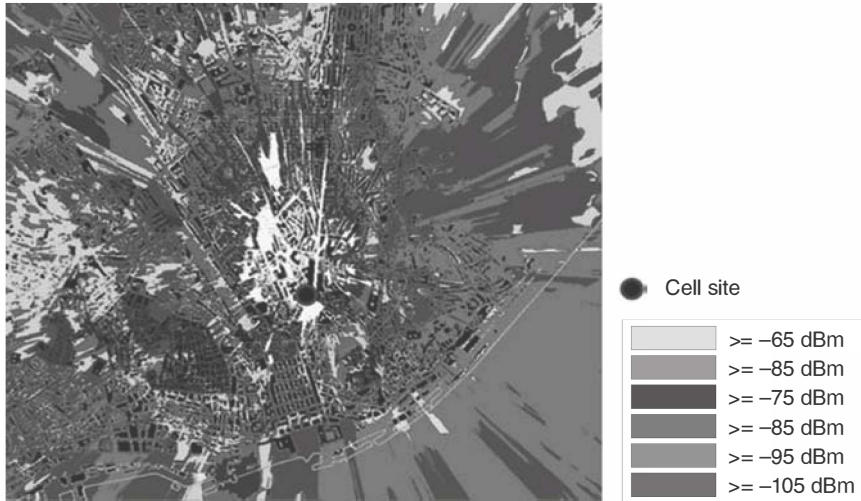 Cell site
>= –65 dBm
>= –85 dBm
>= –75 dBm
>= –85 dBm
>= –95 dBm
>= –105 dBm